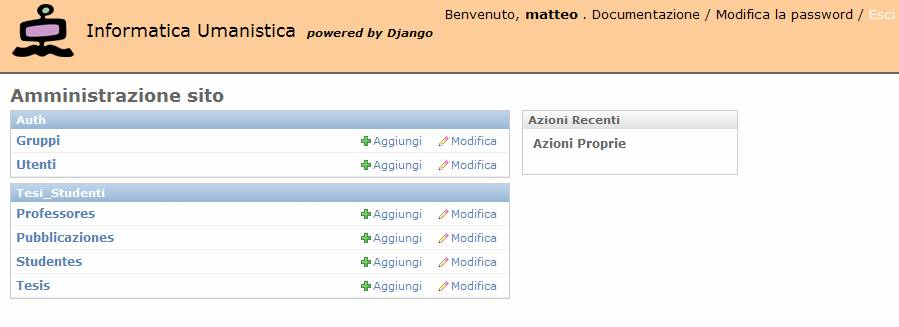 Benvenuto, matteo . Documentazione / Modifica la password / Esci
Informatica Umanistica powered by Django
Amministrazione sito
Auth
Gruppi Aggiungi Modifica
Utenti Aggiungi Modifica
Tesi_Studenti
Professores Aggiungi Modifica
Pubblicaziones Aggiungi Modifica
Studentes Aggiungi Modifica
Tesis Aggiungi Modifica
Azioni Recenti
Azioni Proprie